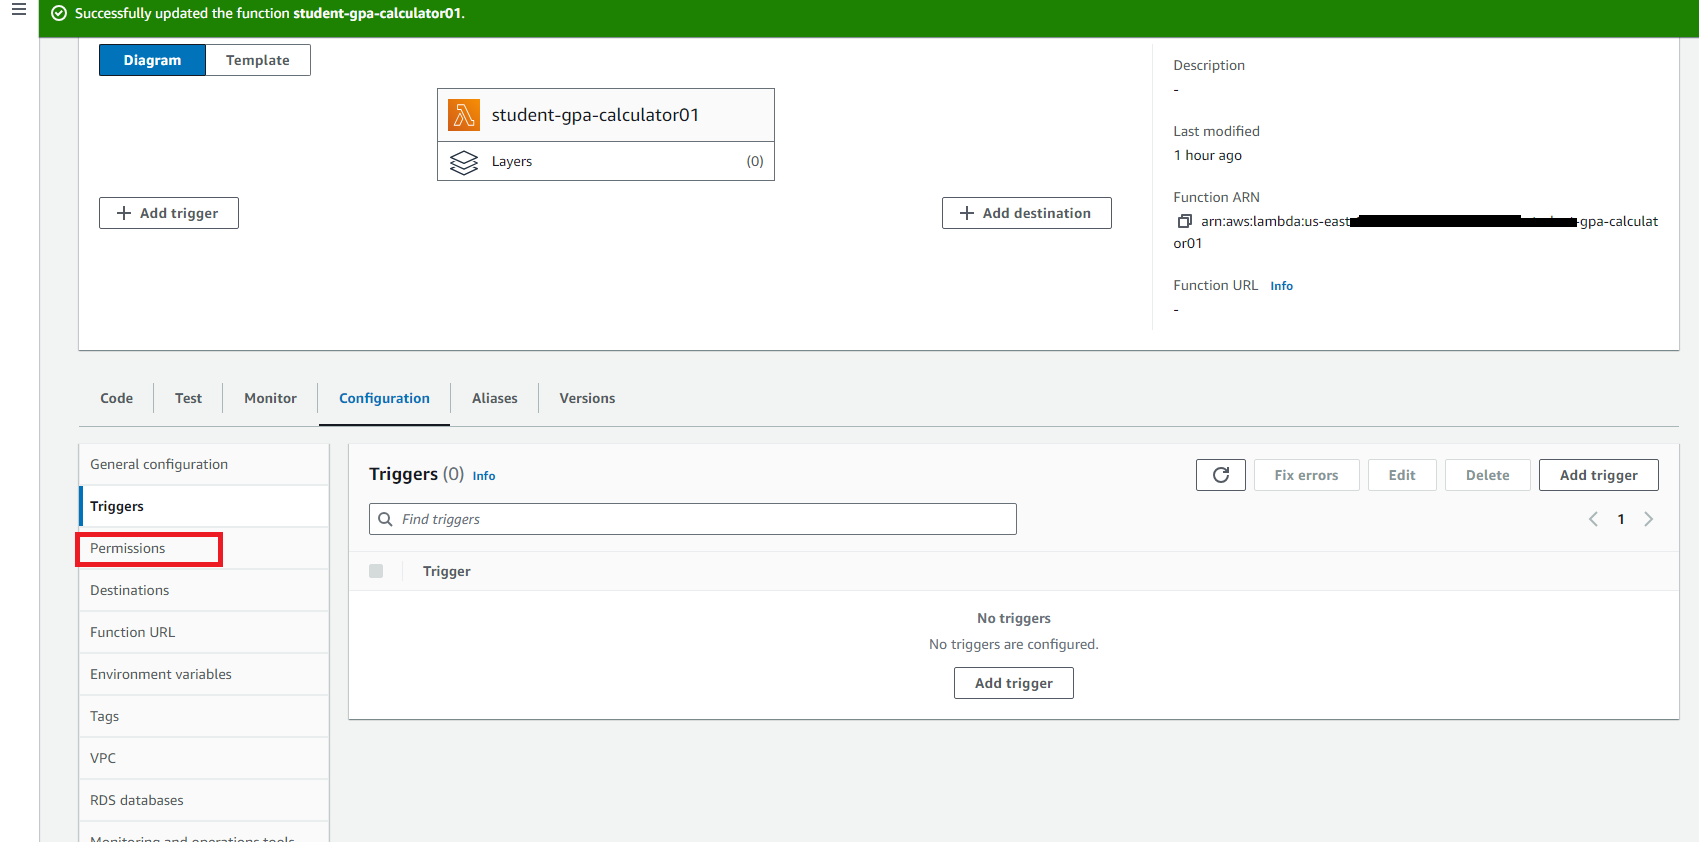 Successfully updated the function student-gpa-calculator01.
Diagram
Template
student-gpa-calculator01
Layers
(0)
Add trigger
Add destination
Description
-
Last modified
1 hour ago
Function ARN
arn:aws:lambda:us-east
-gpa-calculat
or01
Function URL Info
-
Code
Test
Monitor
Configuration
Aliases
Versions
General configuration
Triggers
Permissions
Destinations
Function URL
Environment variables
Tags
VPC
RDS databases
Monitoring and operations tools
Triggers (0) Info
Fix errors
Edit
Delete
Add trigger
Find triggers
1
Trigger
No triggers
No triggers are configured.
Add trigger